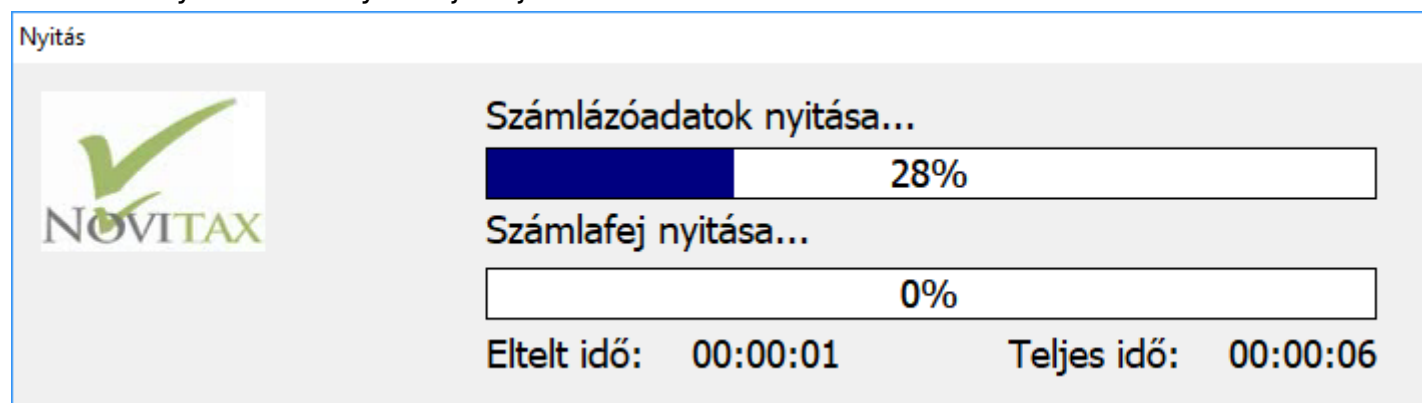 Nyitás
NOVITAX
Számlázóadatok nyitása...
28%
Számlafej nyitása...
0%
Eltelt idő: 00:00:01 Teljes idő: 00:00:06